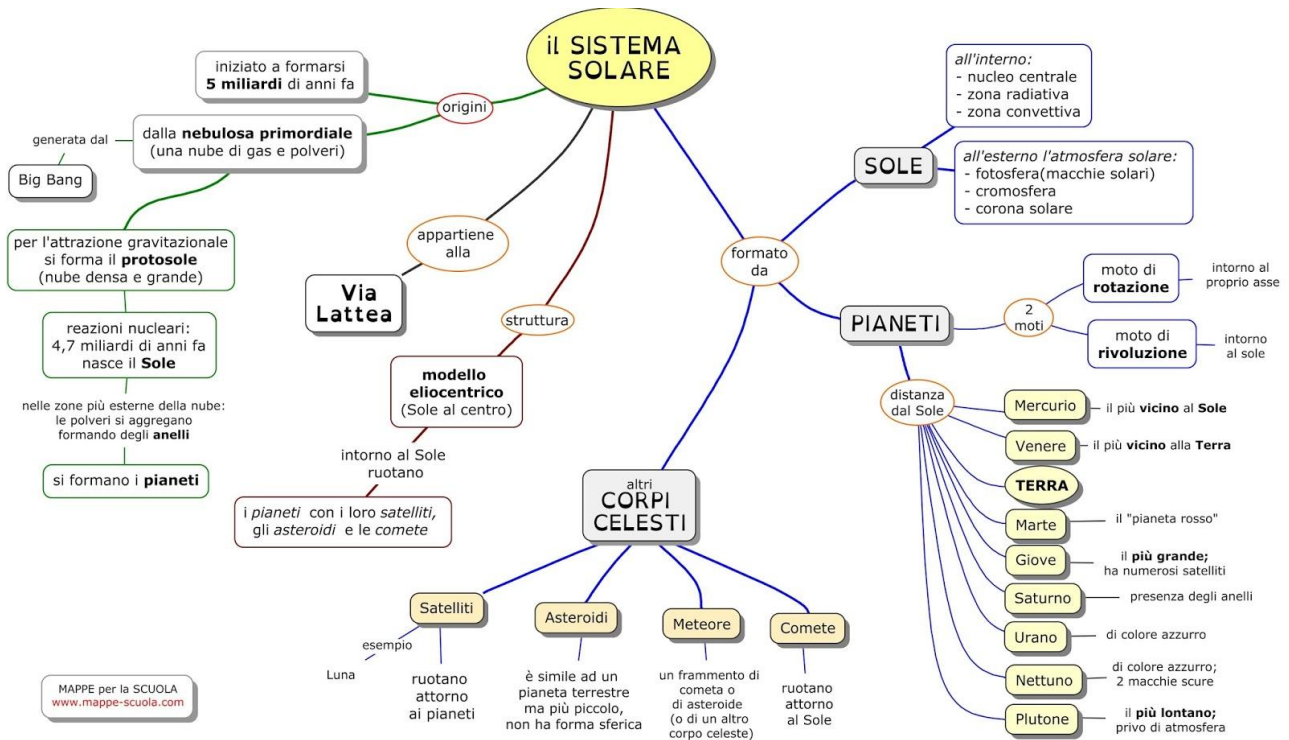 il SISTEMA
SOLARE
origini
iniziato a formarsi
5 miliardi di anni fa
dalla nebulosa primordiale
(una nube di gas e polveri)
generata dal
Big Bang
per l'attrazione gravitazionale
si forma il protosole
(nube densa e grande)
reazioni nucleari:
4,7 miliardi di anni fa
nasce il Sole
nelle zone più esterne della nube:
le polveri si aggregano
formando degli anelli
si formano i pianeti
appartiene
alla
Via
Lattea
struttura
modello
eliocentrico
(Sole al centro)
intorno al Sole
ruotano
i pianeti con i loro satelliti,
gli asteroidi e le comete
formato
da
SOLE
all'interno:
- nucleo centrale
- zona radiativa
- zona convettiva
all'esterno l'atmosfera solare:
- fotosfera(macchie solari)
- cromosfera
- corona solare
PIANETI
2
moti
moto di
rotazione
intorno al
proprio asse
moto di
rivoluzione
intorno
al sole
distanza
dal Sole
Mercurio
il più vicino al Sole
Venere
il più vicino alla Terra
TERRA
Marte
il "pianeta rosso"
Giove
il più grande;
ha numerosi satelliti
Saturno
presenza degli anelli
Urano
di colore azzurro
Nettuno
di colore azzurro;
2 macchie scure
Plutone
il più lontano;
privo di atmosfera
altri
CORPI
CELESTI
Satelliti
esempio
Luna
ruotano
attorno
ai pianeti
Asteroidi
è simile ad un
pianeta terrestre
ma più piccolo,
non ha forma sferica
Meteore
un frammento di
cometa o
di asteroide
(o di un altro
corpo celeste)
Comete
ruotano
attorno
al Sole
MAPPE per la SCUOLA
www.mappe-scuola.com